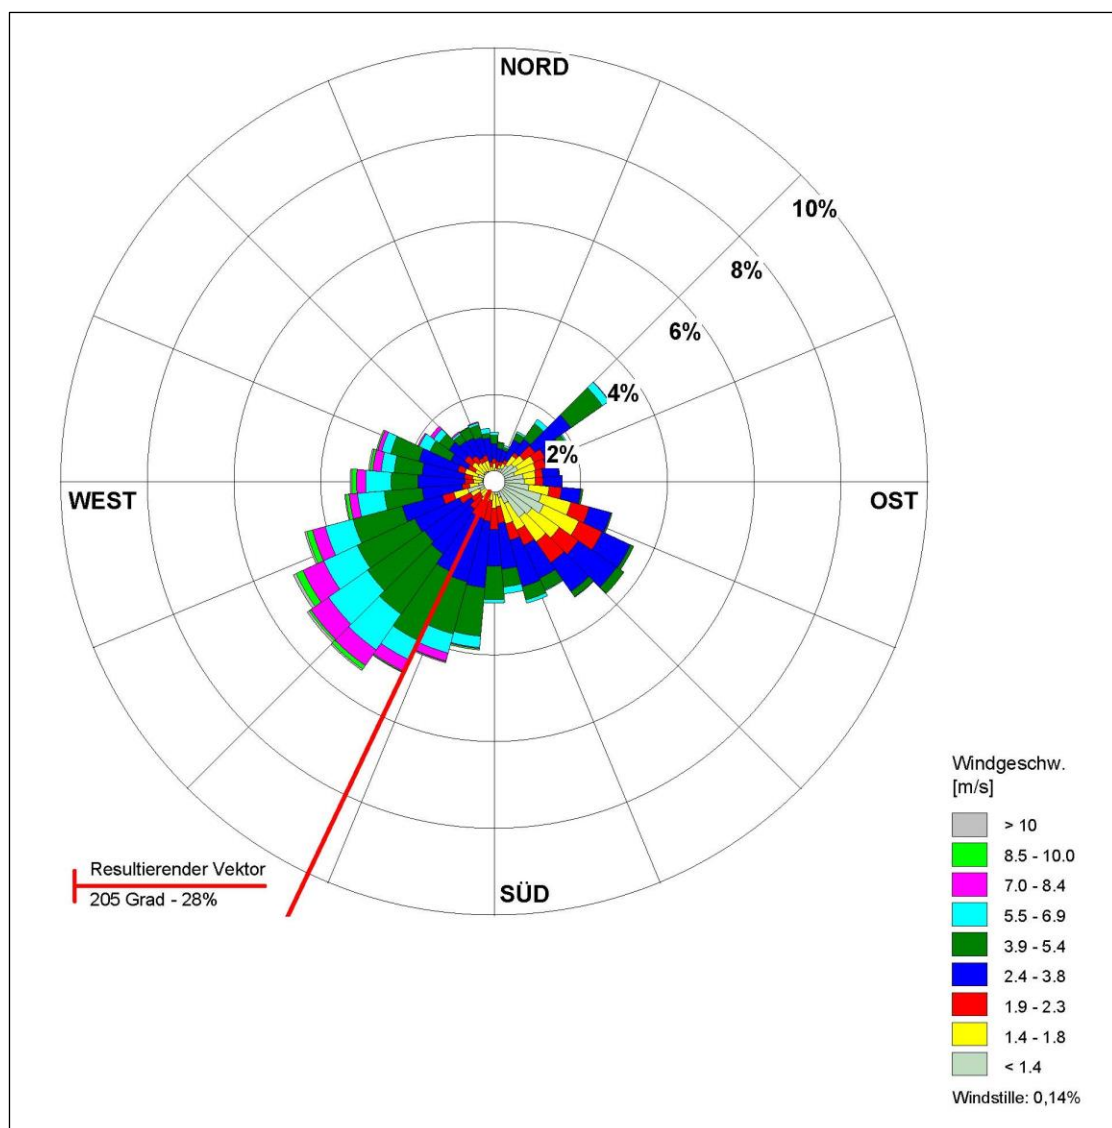 NORD
10%
8%
6%
4%
2%
WEST
OST
SÜD
Resultierender Vektor
205 Grad - 28%
Windgeschw.
[m/s]
> 10
8.5 - 10.0
7.0 - 8.4
5.5 - 6.9
3.9 - 5.4
2.4 - 3.8
1.9 - 2.3
1.4 - 1.8
< 1.4
Windstille: 0,14%